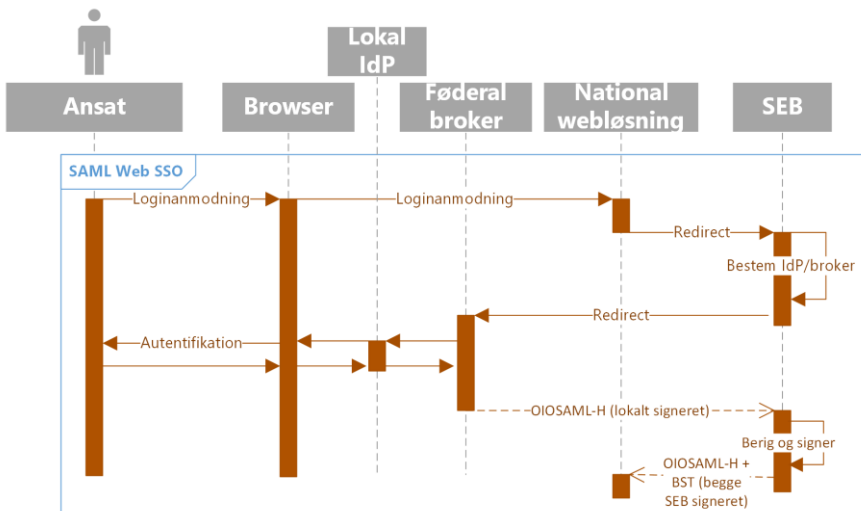 Lokal
IdP
Ansat
Browser
Føderal
broker
National
webløsning
SEB
SAML Web SSO
Loginanmodning
Loginanmodning
Redirect
Bestem IdP/broker
Redirect
Autentifikation
OIOSAML-H (lokalt signeret)
Berig og signer
OIOSAML-H +
BST (begge
SEB signeret)